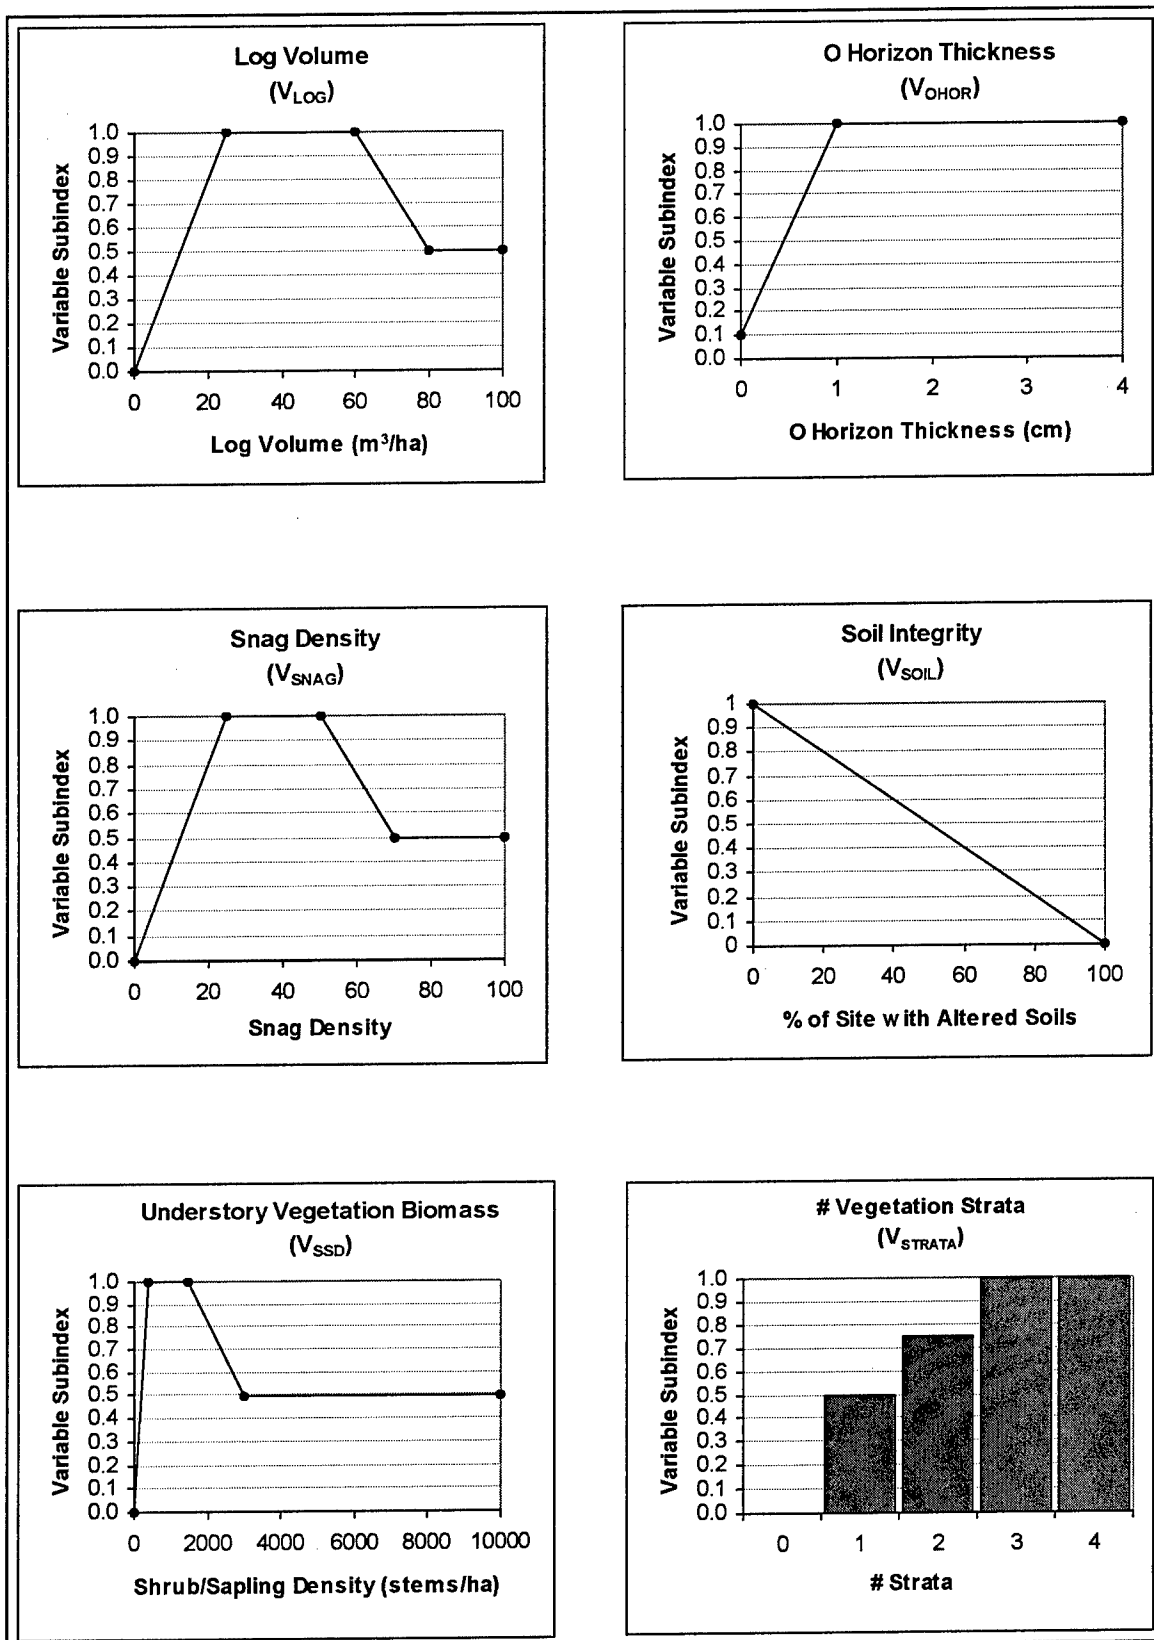 Log Volume
(V_LOG)
Variable Subindex
1.0
0.9
0.8
0.7
0.6
0.5
0.4
0.3
0.2
0.1
0.0
0 20 40 60 80 100
Log Volume (m³/ha)
O Horizon Thickness
(V_OHOR)
Variable Subindex
1.0
0.9
0.8
0.7
0.6
0.5
0.4
0.3
0.2
0.1
0.0
0 1 2 3 4
O Horizon Thickness (cm)
Snag Density
(V_SNAG)
Variable Subindex
1.0
0.9
0.8
0.7
0.6
0.5
0.4
0.3
0.2
0.1
0.0
0 20 40 60 80 100
Snag Density
Soil Integrity
(V_SOIL)
Variable Subindex
1
0.9
0.8
0.7
0.6
0.5
0.4
0.3
0.2
0.1
0
0 20 40 60 80 100
% of Site with Altered Soils
Understory Vegetation Biomass
(V_SSD)
Variable Subindex
1.0
0.9
0.8
0.7
0.6
0.5
0.4
0.3
0.2
0.1
0.0
0 2000 4000 6000 8000 10000
Shrub/Sapling Density (stems/ha)
# Vegetation Strata
(V_STRATA)
Variable Subindex
1.0
0.9
0.8
0.7
0.6
0.5
0.4
0.3
0.2
0.1
0.0
0 1 2 3 4
# Strata